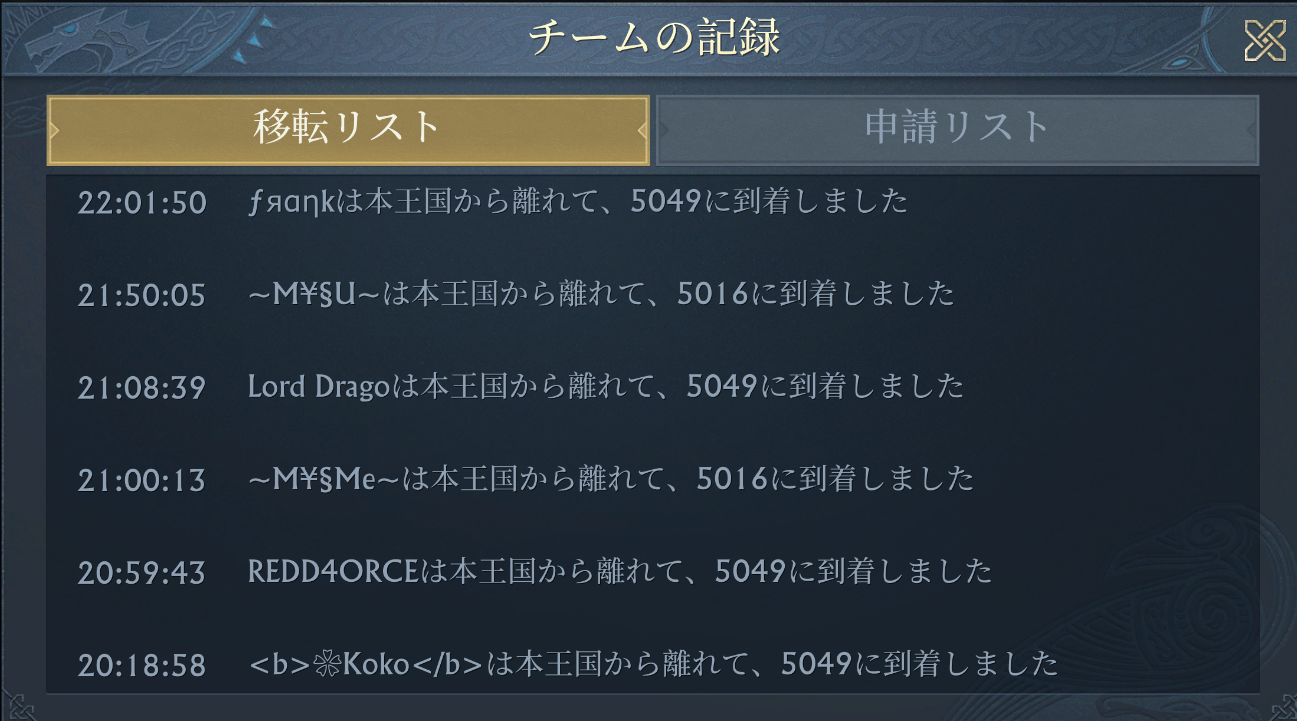 チームの記録
移転リスト
申請リスト
22:01:50 ƒяαηkは本王国から離れて、5049に到着しました
21:50:05 ~M¥§U~は本王国から離れて、5016に到着しました
21:08:39 Lord Dragoは本王国から離れて、5049に到着しました
21:00:13 ~M¥§Me~は本王国から離れて、5016に到着しました
20:59:43 REDD4ORCEは本王国から離れて、5049に到着しました
20:18:58 <b>❊Koko</b>は本王国から離れて、5049に到着しました